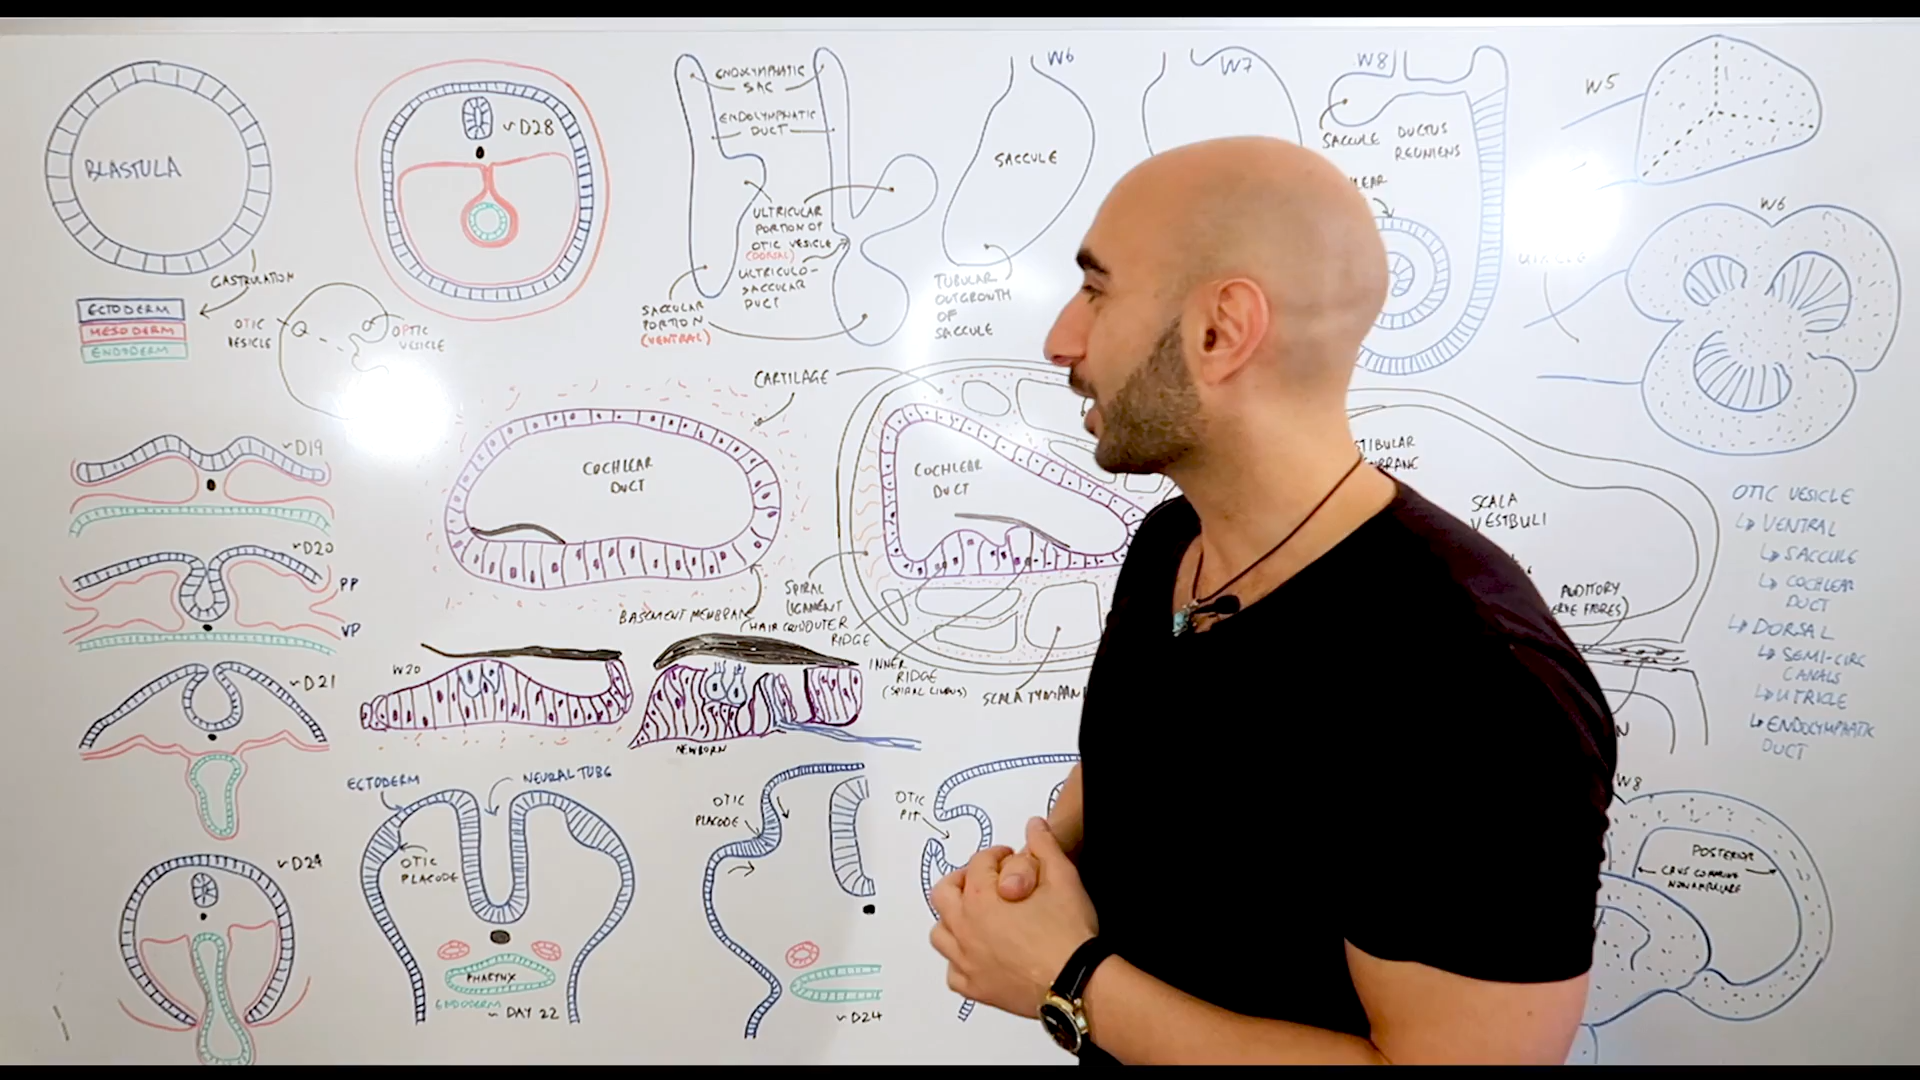 BLASTULA
GASTRULATION
ECTODERM
MESODERM
ENDODERM
~D28
OTIC
VESICLE
OPTIC
VESICLE
ENDOLYMPHATIC
SAC
ENDOLYMPHATIC
DUCT
ULTRICULAR
PORTION OF
OTIC VESICLE
(DORSAL)
ULTRICULO-
SACCULAR
DUCT
SACCULAR
PORTION
(VENTRAL)
W6
SACCULE
TUBULAR
OUTGROWTH
OF
SACCULE
W7
W8
SACCULE
DUCTUS
REUNIENS
W5
W6
~D19
~D20
PP
VP
~D21
~D24
CARTILAGE
COCHLEAR
DUCT
BASEMENT MEMBRANE
COCHLEAR
DUCT
SPIRAL
LIGAMENT
OUTER
RIDGE
INNER
RIDGE
(SPIRAL LIMBUS)
SCALA TYMPAN
STIBULAR
MBRANE
SCALA
VESTBULI
AUDITORY
ERVE FIBRES)
OTIC VESICLE
↳ VENTRAL
↳ SACCULE
↳ COCHLEAR
DUCT
↳ DORSAL
↳ SEMI-CIRC
CANALS
↳ UTRICLE
↳ ENDOLYMPHATIC
DUCT
W20
NEWBORN
ECTODERM
NEURAL TUBE
OTIC
PLACODE
PHARYNX
ENDODERM
~ DAY 22
OTIC
PLACODE
~D24
OTIC
PIT
W8
POSTERIOR